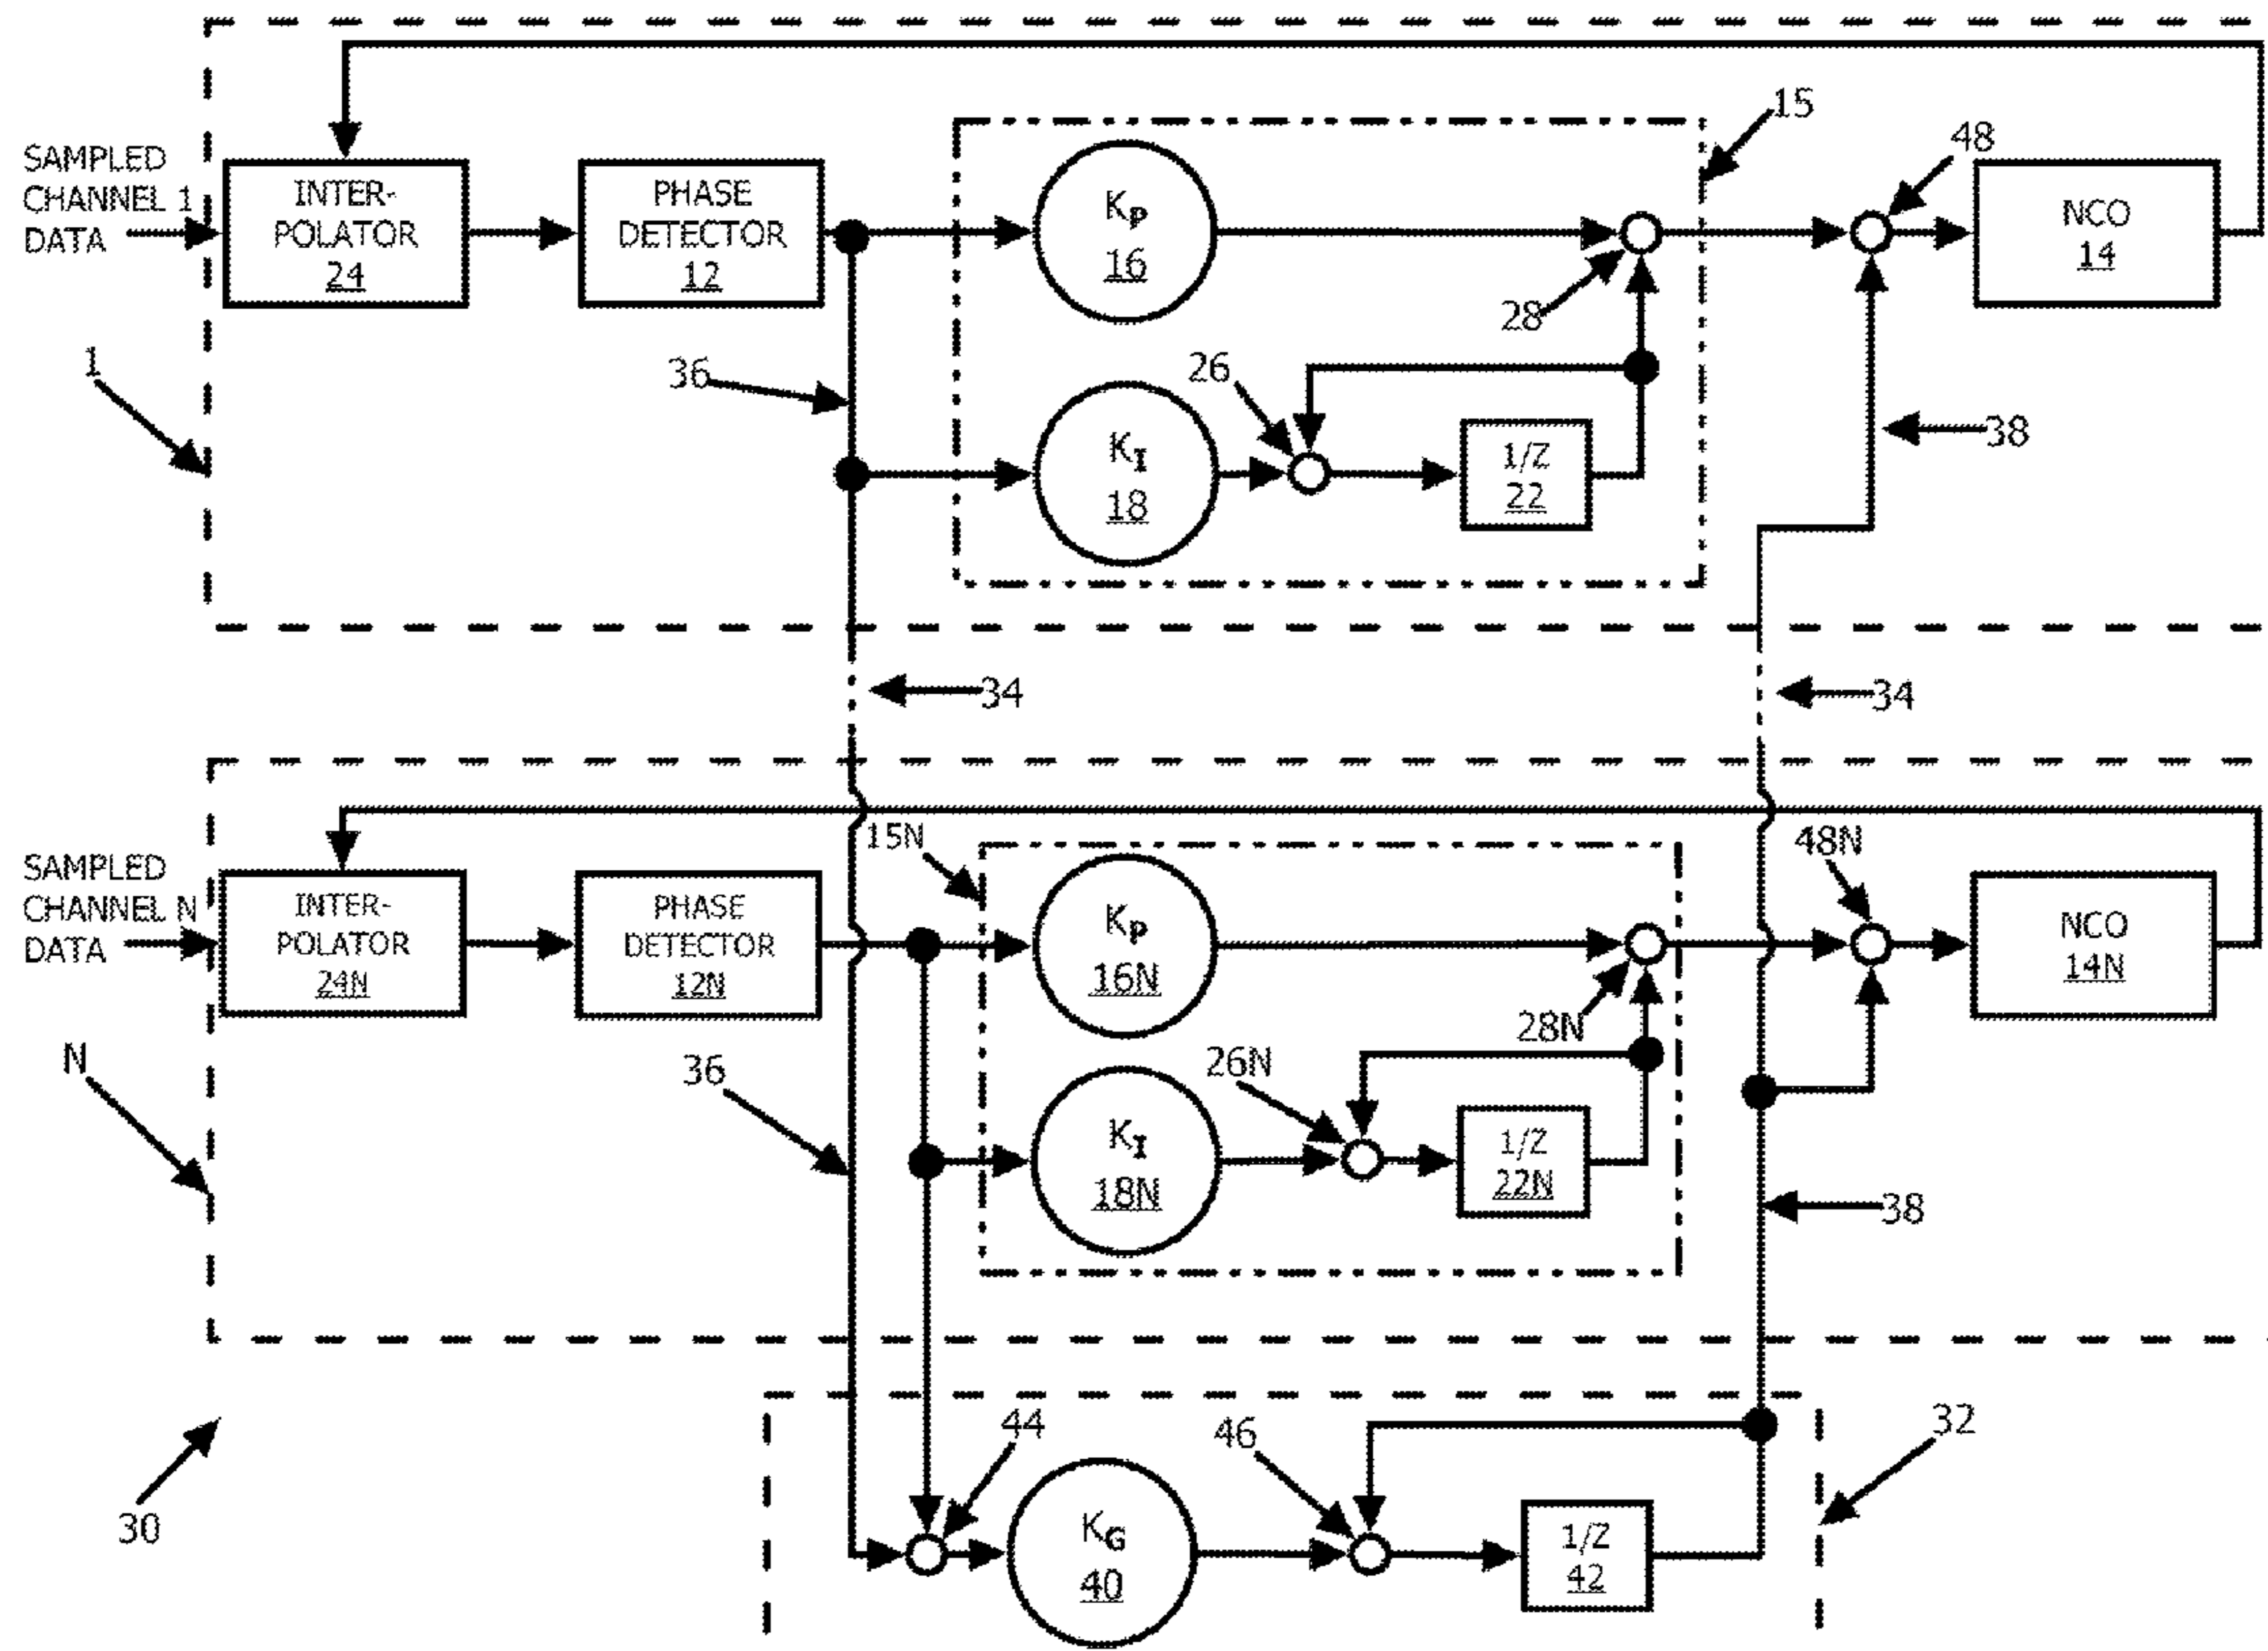 15
48
SAMPLED
CHANNEL 1
DATA
INTER-
POLATOR
24
PHASE
DETECTOR
12
KP
16
NCO
14
28
1
36
26
38
KI
18
1/Z
22
34
34
15N
48N
SAMPLED
CHANNEL N
DATA
INTER-
POLATOR
24N
PHASE
DETECTOR
12N
KP
16N
NCO
14N
28N
N
36
26N
KI
18N
1/Z
22N
38
44
46
32
30
KG
40
1/Z
42